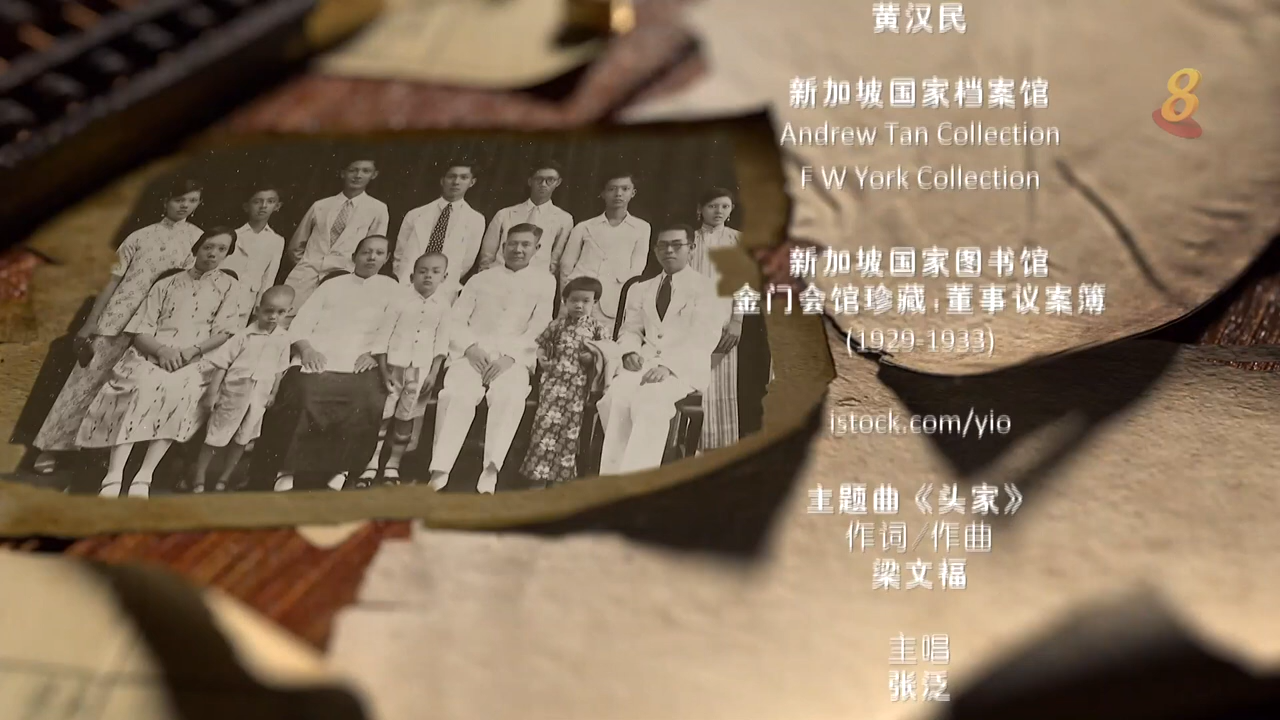 黄汉民
新加坡国家档案馆
Andrew Tan Collection
F W York Collection
新加坡国家图书馆
金门会馆珍藏:董事议案簿
(1929-1933)
istock.com/yio
主题曲《头家》
作词/作曲
梁文福
主唱
张泛
8